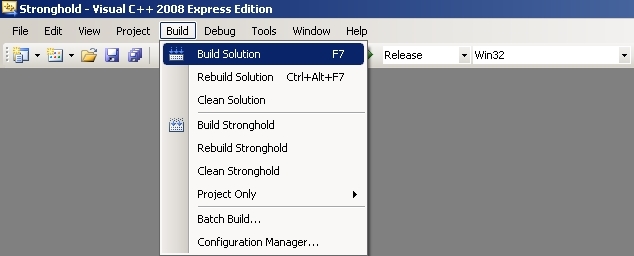 Stronghold - Visual C++ 2008 Express Edition
File Edit View Project Build Debug Tools Window Help
Build Solution F7 Release Win32
Rebuild Solution Ctrl+Alt+F7
Clean Solution
Build Stronghold
Rebuild Stronghold
Clean Stronghold
Project Only
Batch Build...
Configuration Manager...